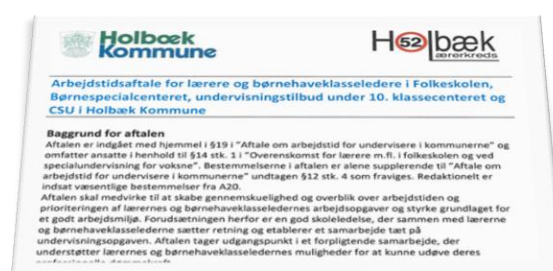 Holbæk Kommune
H52lbæk
lærerkreds
Arbejdstidsaftale for lærere og børnehaveklasseledere i Folkeskolen,
Børnespecialcenteret, undervisningstilbud under 10. klassecenteret og
CSU i Holbæk Kommune
Baggrund for aftalen
Aftalen er indgået med hjemmel i §19 i "Aftale om arbejdstid for undervisere i kommunerne" og
omfatter ansatte i henhold til §14 stk. 1 i "Overenskomst for lærere m.fl. i folkeskolen og ved
specialundervisning for voksne". Bestemmelserne i aftalen er alene supplerende til "Aftale om
arbejdstid for undervisere i kommunerne" undtagen §12 stk. 4 som fraviges. Redaktionelt er
indsat væsentlige bestemmelser fra A20.
Aftalen skal medvirke til at skabe gennemskuelighed og overblik over arbejdstiden og
prioriteringen af lærernes og børnehaveklasseledernes arbejdsopgaver og styrke grundlaget for
et godt arbejdsmiljø. Forudsætningen herfor er en god skoleledelse, der sammen med lærerne
og børnehaveklasselederne sætter retning og etablerer et samarbejde tæt på
undervisningsopgaven. Aftalen tager udgangspunkt i et forpligtende samarbejde, der
understøtter lærernes og børnehaveklasseledernes muligheder for at kunne udøve deres